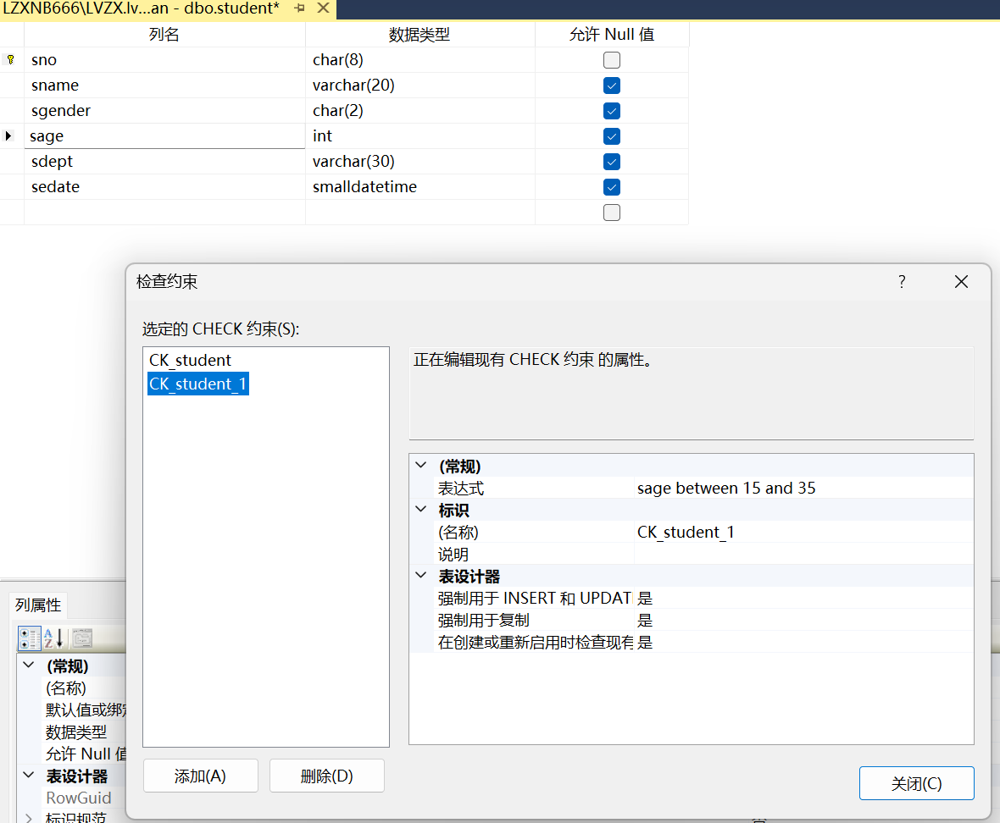 LZXNB666\LVZX.lv...an - dbo.student*
列名 数据类型 允许 Null 值
sno char(8)
sname varchar(20)
sgender char(2)
sage int
sdept varchar(30)
sedate smalldatetime
检查约束 ?
选定的 CHECK 约束(S):
CK_student
CK_student_1
正在编辑现有 CHECK 约束 的属性。
(常规)
表达式 sage between 15 and 35
标识
(名称) CK_student_1
说明
表设计器
强制用于 INSERT 和 UPDAT 是
强制用于复制 是
在创建或重新启用时检查现有 是
添加(A) 删除(D)
关闭(C)
列属性
(常规)
(名称)
默认值或绑
数据类型
允许 Null 值
表设计器
RowGuid
标识规范